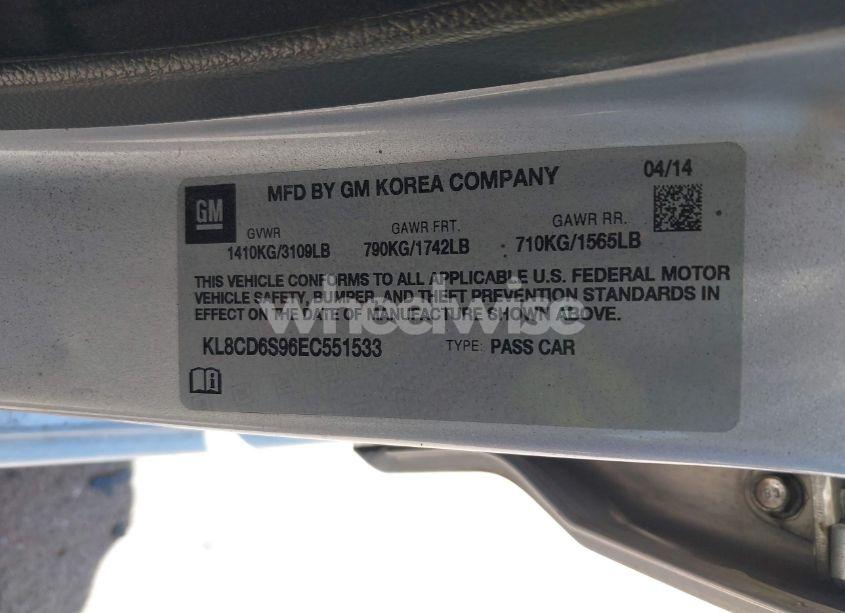 GM
MFD BY GM KOREA COMPANY
04/14
GVWR
GAWR FRT.
GAWR RR.
1410KG/3109LB
790KG/1742LB
710KG/1565LB
THIS VEHICLE CONFORMS TO ALL APPLICABLE U.S. FEDERAL MOTOR
VEHICLE SAFETY, BUMPER, AND THEFT PREVENTION STANDARDS IN
EFFECT ON THE DATE OF MANUFACTURE SHOWN ABOVE.
wheelwise
KL8CD6S96EC551533
TYPE: PASS CAR